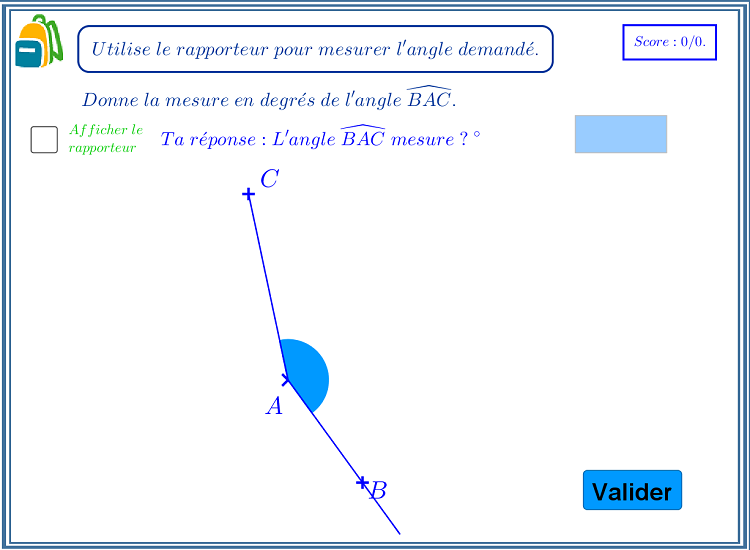 Utilise le rapporteur pour mesurer l'angle demandé.
Score : 0/0.
Donne la mesure en degrés de l'angle \widehat{BAC}.
Afficher le
rapporteur
Ta réponse : L'angle \widehat{BAC} mesure ? °
C
A
B
Valider